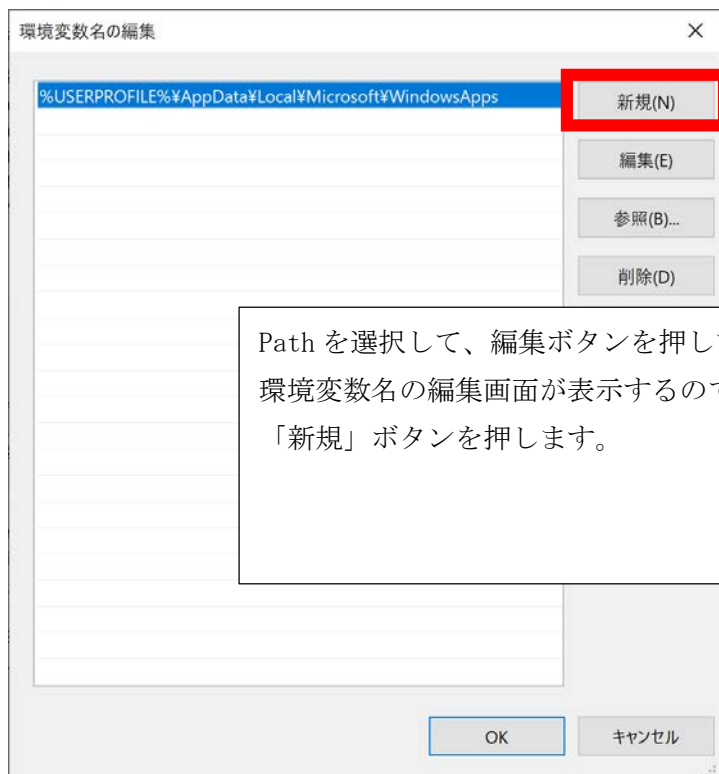 環境変数名の編集
%USERPROFILE%¥AppData¥Local¥Microsoft¥WindowsApps
新規(N)
編集(E)
参照(B)...
削除(D)
Path を選択して、編集ボタンを押し
環境変数名の編集画面が表示するの
「新規」ボタンを押します。
OK
キャンセル